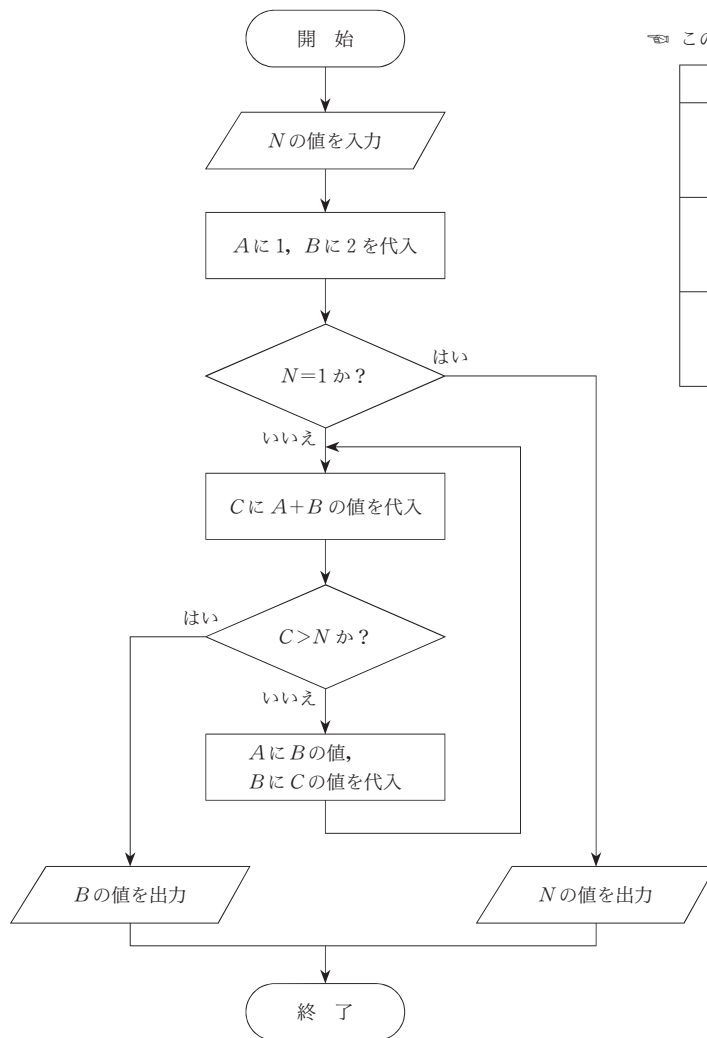 開 始
☜ この
Nの値を入力
Aに 1，Bに 2 を代入
N=1 か？
はい
いいえ
Cに A+B の値を代入
はい
C>N か？
いいえ
Aに Bの値，
Bに Cの値を代入
Bの値を出力
Nの値を出力
終 了